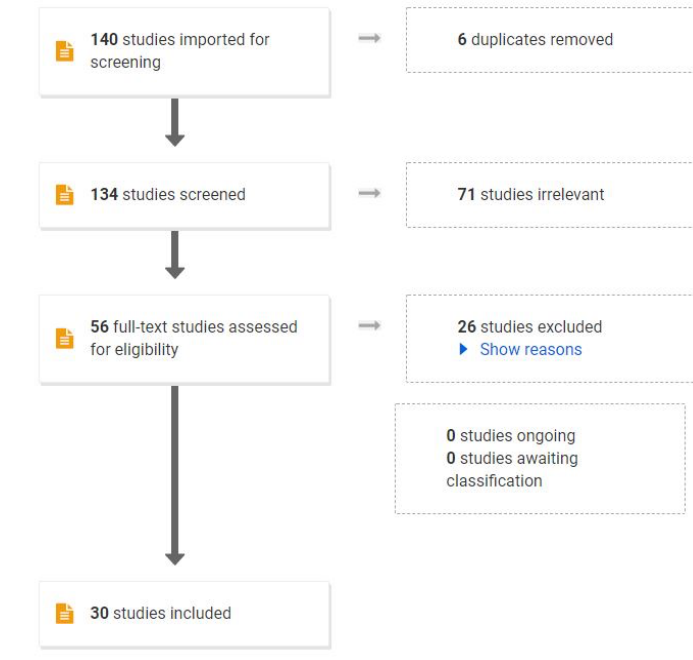 140 studies imported for
screening
6 duplicates removed
134 studies screened
71 studies irrelevant
56 full-text studies assessed
for eligibility
26 studies excluded
Show reasons
0 studies ongoing
0 studies awaiting
classification
30 studies included